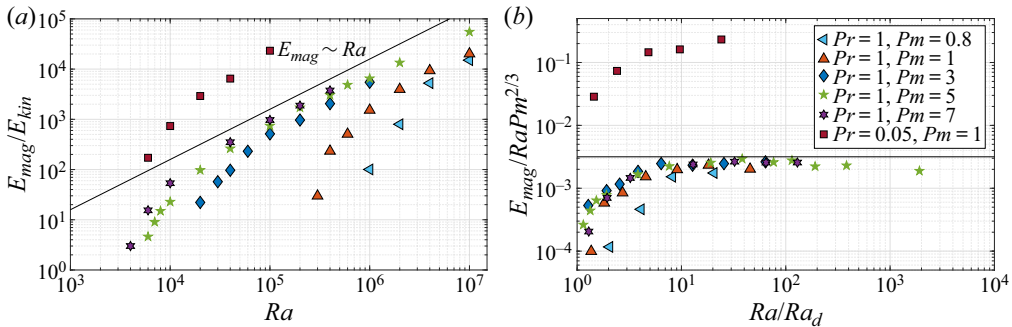 (a)
10^5
10^4
10^3
10^2
10^1
10^0
E_mag/E_kin
E_mag ~ Ra
10^3 10^4 10^5 10^6 10^7
Ra
(b)
10^-1
10^-2
10^-3
10^-4
E_mag/RaPm^2/3
Pr = 1, Pm = 0.8
Pr = 1, Pm = 1
Pr = 1, Pm = 3
Pr = 1, Pm = 5
Pr = 1, Pm = 7
Pr = 0.05, Pm = 1
10^0 10^1 10^2 10^3 10^4
Ra/Ra_d